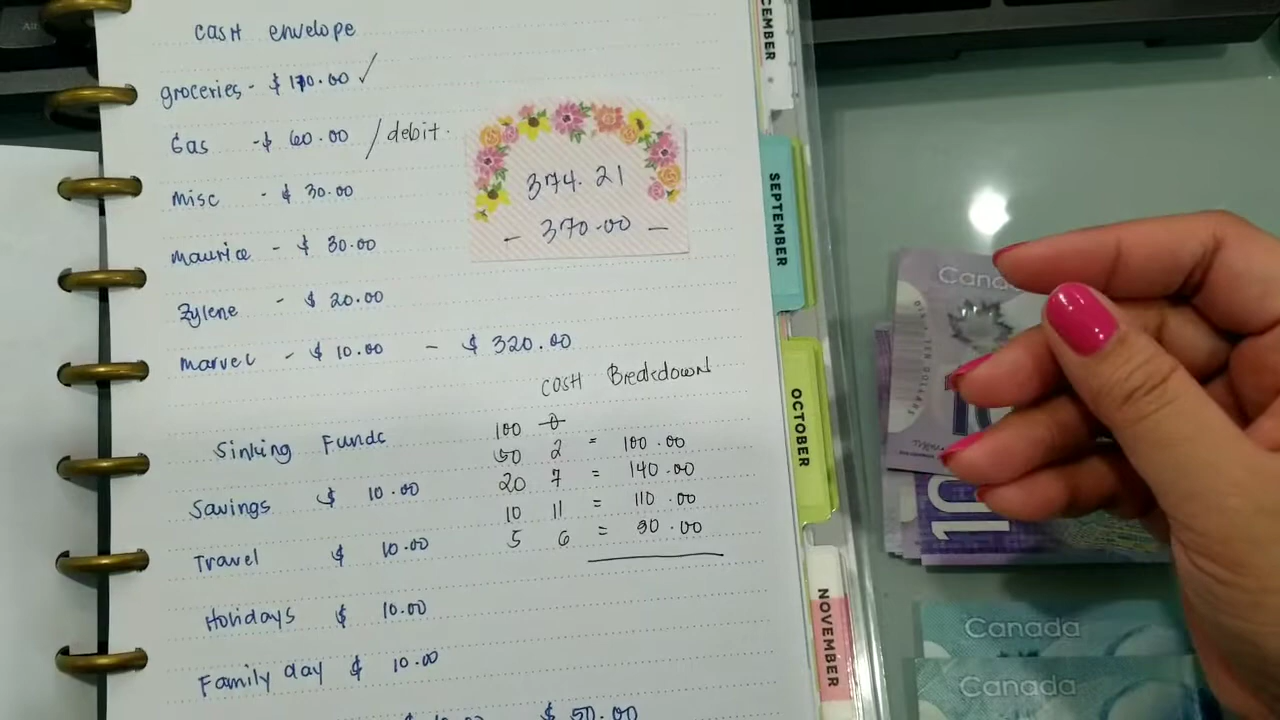 cash envelope
groceries - $ 170.00 ✓
Gas - $ 60.00 / debit.
misc - $ 30.00
maurice - $ 30.00
Zylene - $ 20.00
marvel - $ 10.00 - $ 320.00
374.21
- 370.00 -
Sinking Funds
Savings $ 10.00
Travel $ 10.00
Holidays $ 10.00
Family day $ 10.00
$ 50.00
cash Breakdown
100 0
50 2 = 100.00
20 7 = 140.00
10 11 = 110.00
5 6 = 30.00
CEMBER
SEPTEMBER
OCTOBER
NOVEMBER
Canad
10
Canada
Canada